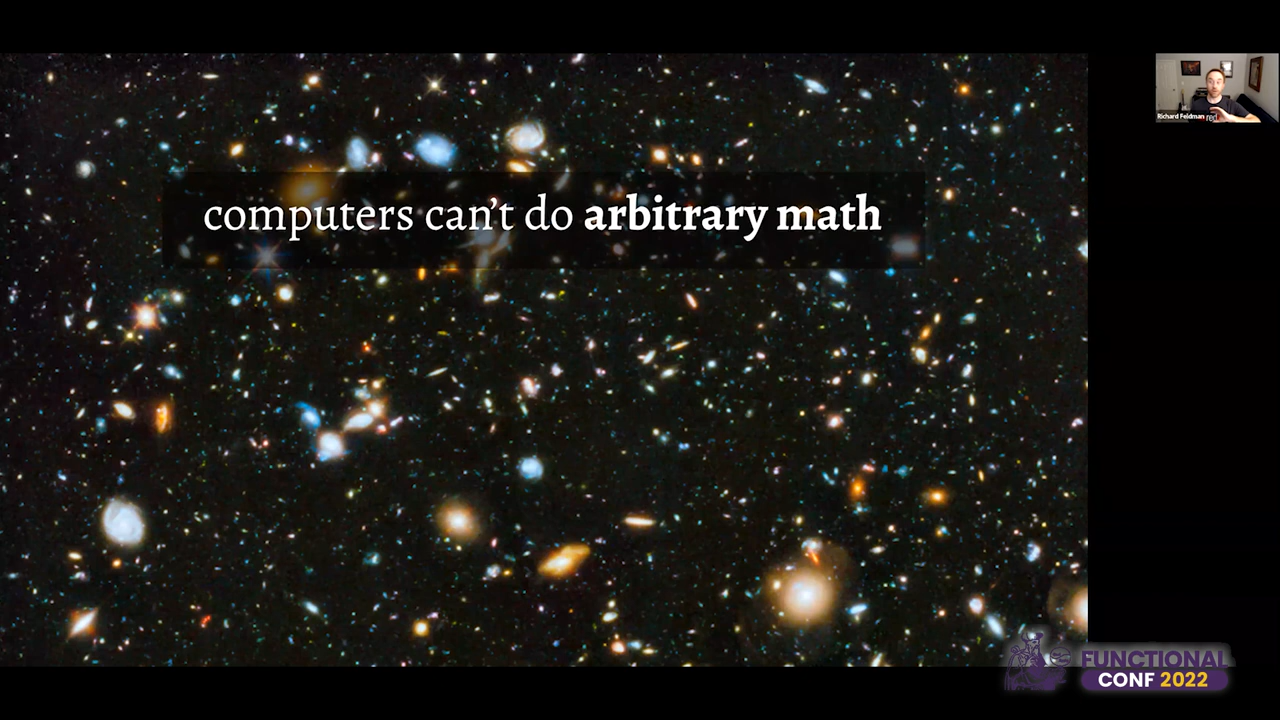 computers can't do arbitrary math
Richard Feldman
FUNCTIONAL
CONF 2022